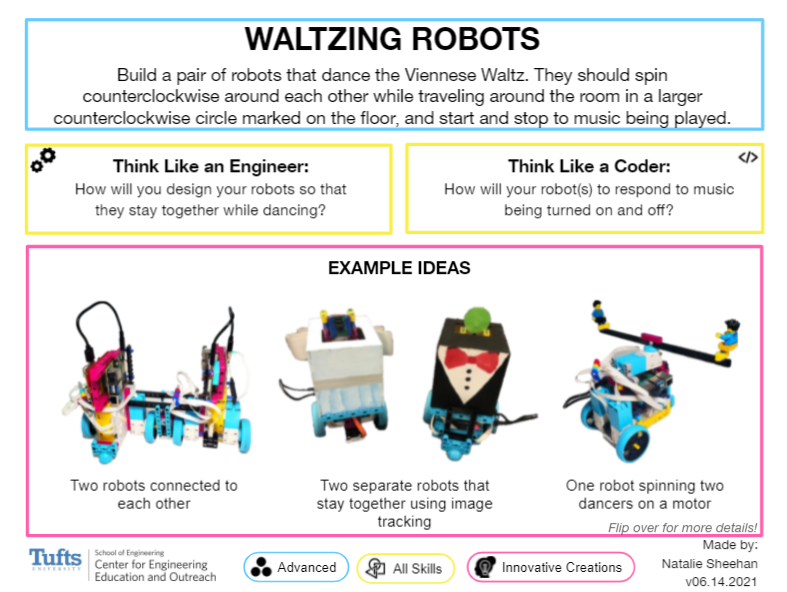 WALTZING ROBOTS
Build a pair of robots that dance the Viennese Waltz. They should spin
counterclockwise around each other while traveling around the room in a larger
counterclockwise circle marked on the floor, and start and stop to music being played.
Think Like an Engineer:
How will you design your robots so that
they stay together while dancing?
</>
Think Like a Coder:
How will your robot(s) to respond to music
being turned on and off?
EXAMPLE IDEAS
Two robots connected to
each other
Two separate robots that
stay together using image
tracking
One robot spinning two
dancers on a motor
Flip over for more details!
Tufts
UNIVERSITY
School of Engineering
Center for Engineering
Education and Outreach
Advanced
All Skills
Innovative Creations
Made by:
Natalie Sheehan
v06.14.2021